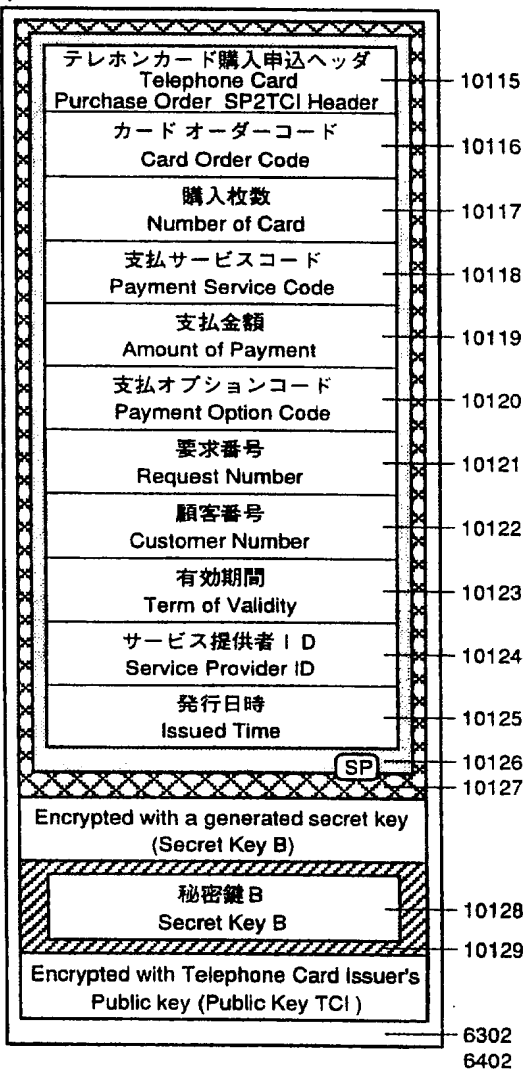 テレホンカード購入申込ヘッダ
Telephone Card
Purchase Order SP2TCI Header
10115
カード オーダーコード
Card Order Code
10116
購入枚数
Number of Card
10117
支払サービスコード
Payment Service Code
10118
支払金額
Amount of Payment
10119
支払オプションコード
Payment Option Code
10120
要求番号
Request Number
10121
顧客番号
Customer Number
10122
有効期間
Term of Validity
10123
サービス提供者ID
Service Provider ID
10124
発行日時
Issued Time
10125
SP
10126
10127
Encrypted with a generated secret key
(Secret Key B)
秘密鍵B
Secret Key B
10128
10129
Encrypted with Telephone Card Issuer's
Public key (Public Key TCI )
6302
6402